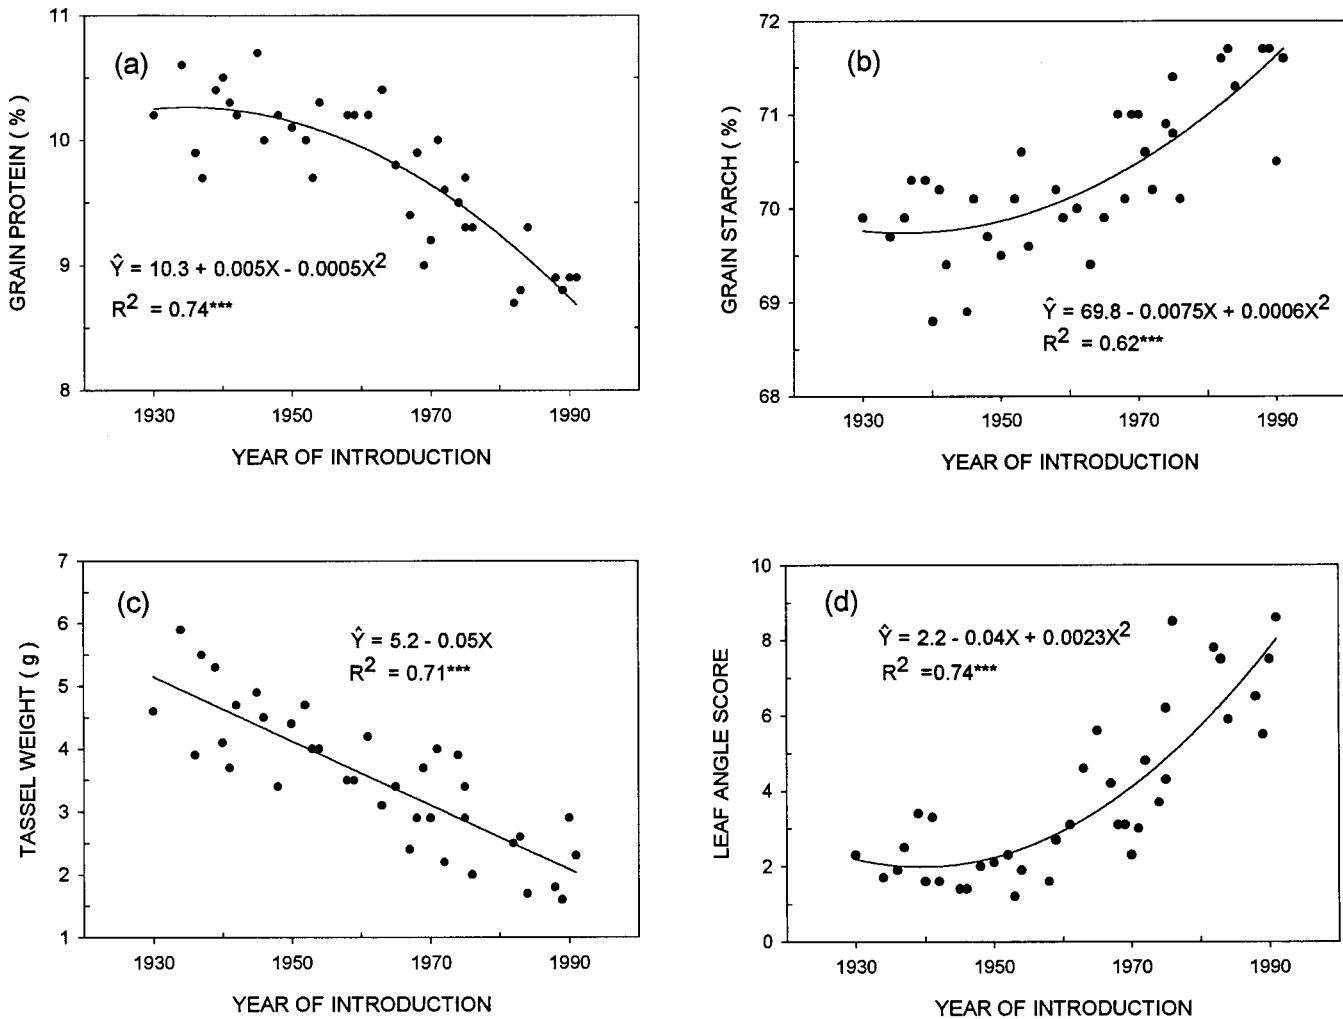 (a)
GRAIN PROTEIN ( % )
11
10
9
8
Ŷ = 10.3 + 0.005X - 0.0005X²
R² = 0.74***
1930 1950 1970 1990
YEAR OF INTRODUCTION
(b)
GRAIN STARCH ( % )
72
71
70
69
68
Ŷ = 69.8 - 0.0075X + 0.0006X²
R² = 0.62***
1930 1950 1970 1990
YEAR OF INTRODUCTION
(c)
TASSEL WEIGHT ( g )
7
6
5
4
3
2
1
Ŷ = 5.2 - 0.05X
R² = 0.71***
1930 1950 1970 1990
YEAR OF INTRODUCTION
(d)
LEAF ANGLE SCORE
10
8
6
4
2
0
Ŷ = 2.2 - 0.04X + 0.0023X²
R² =0.74***
1930 1950 1970 1990
YEAR OF INTRODUCTION